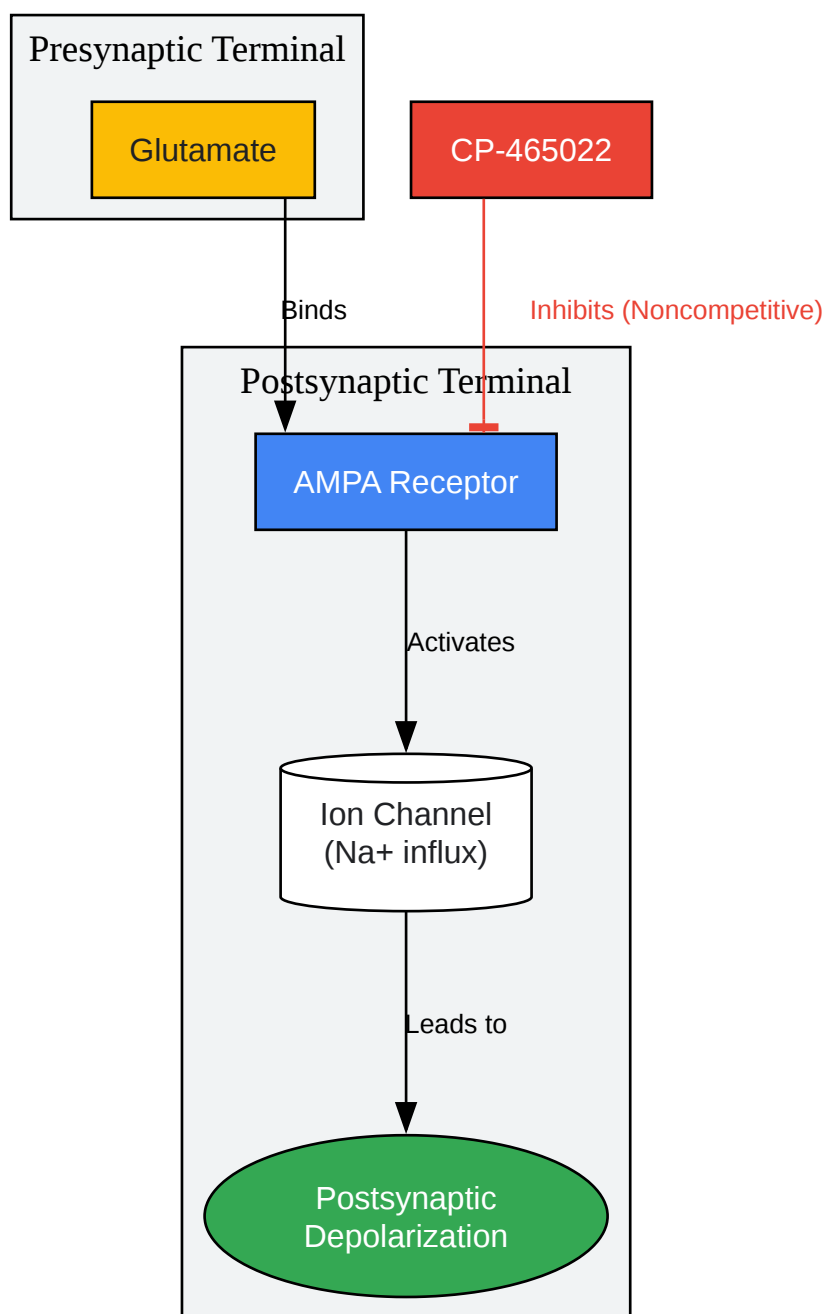 Presynaptic Terminal
Glutamate
CP-465022
Binds
Inhibits (Noncompetitive)
Postsynaptic Terminal
AMPA Receptor
Activates
Ion Channel
(Na+ influx)
Leads to
Postsynaptic
Depolarization